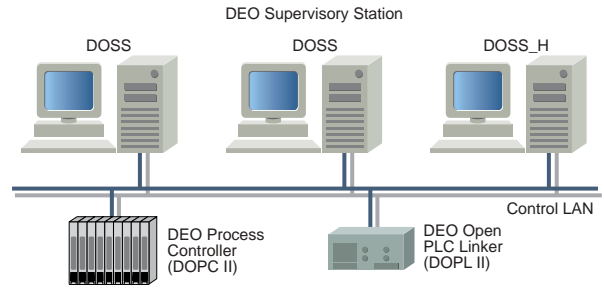 DEO Supervisory Station
DOSS
DOSS
DOSS_H
Control LAN
DEO Process
Controller
(DOPC II)
DEO Open
PLC Linker
(DOPL II)